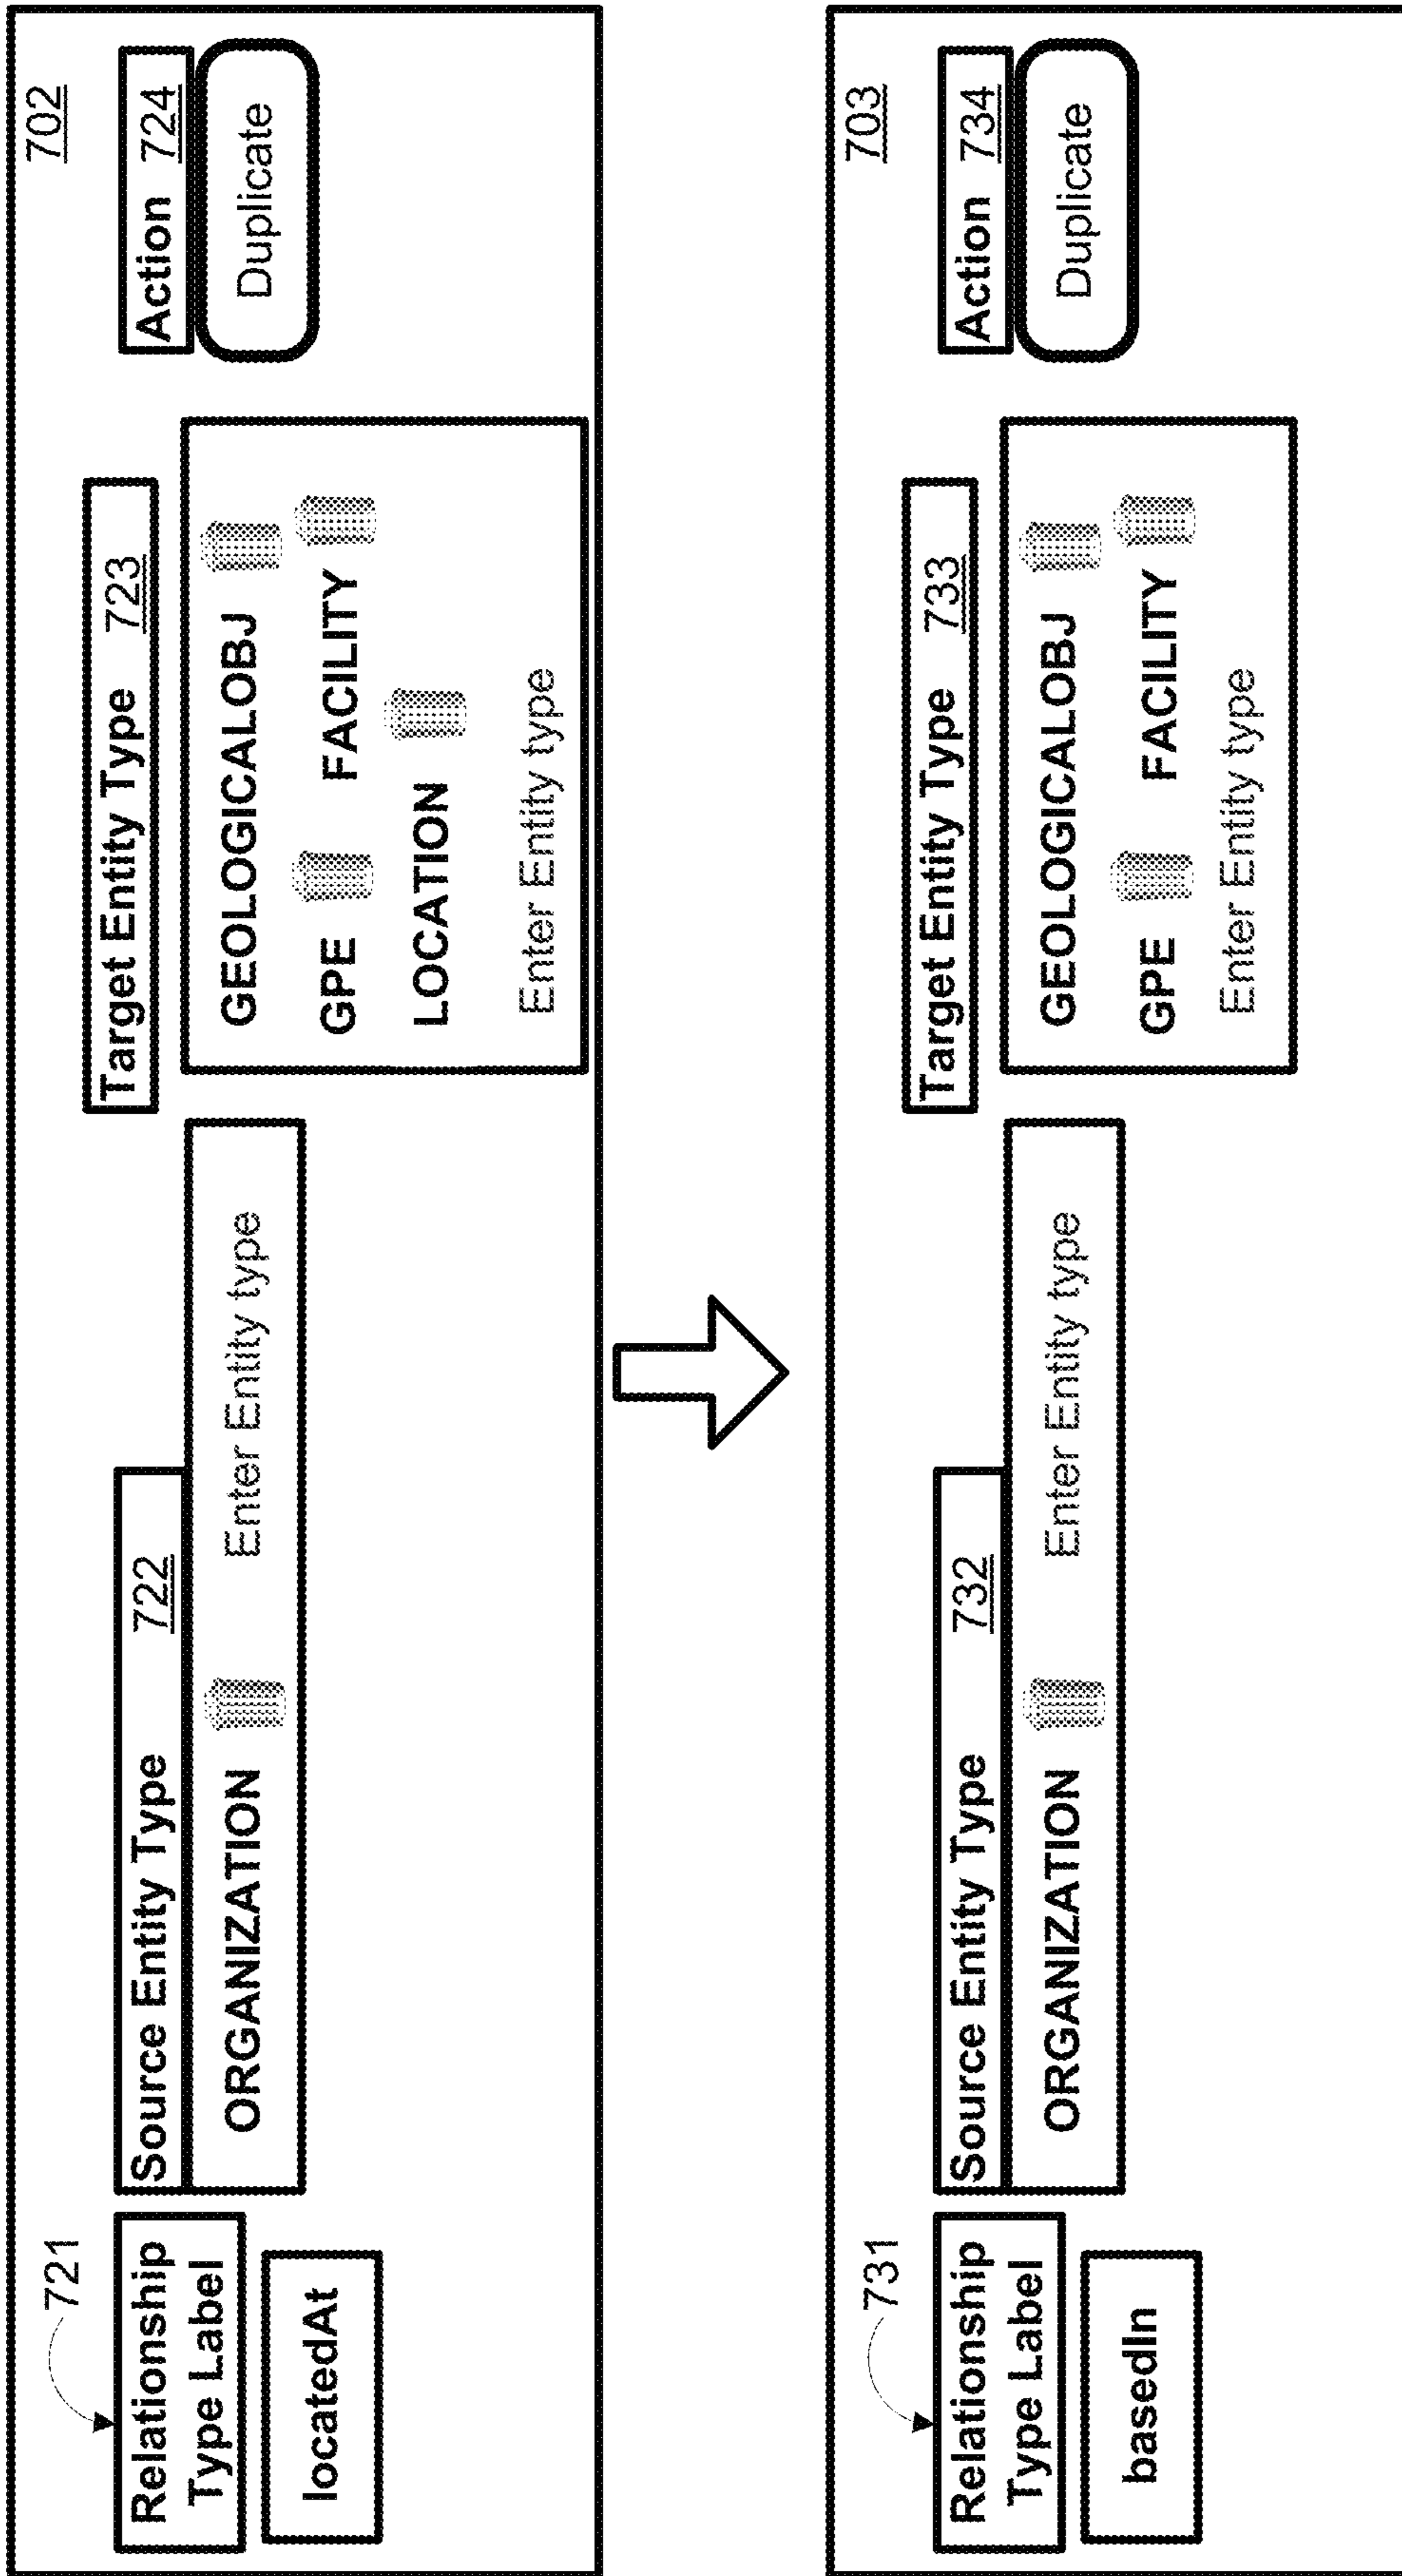 702
721
Relationship
Type Label
locatedAt
Source Entity Type 722
ORGANIZATION Enter Entity type
Target Entity Type 723
GEOLOGICALOBJ
GPE FACILITY
LOCATION
Enter Entity type
Action 724
Duplicate
703
731
Relationship
Type Label
basedIn
Source Entity Type 732
ORGANIZATION Enter Entity type
Target Entity Type 733
GEOLOGICALOBJ
GPE FACILITY
Enter Entity type
Action 734
Duplicate